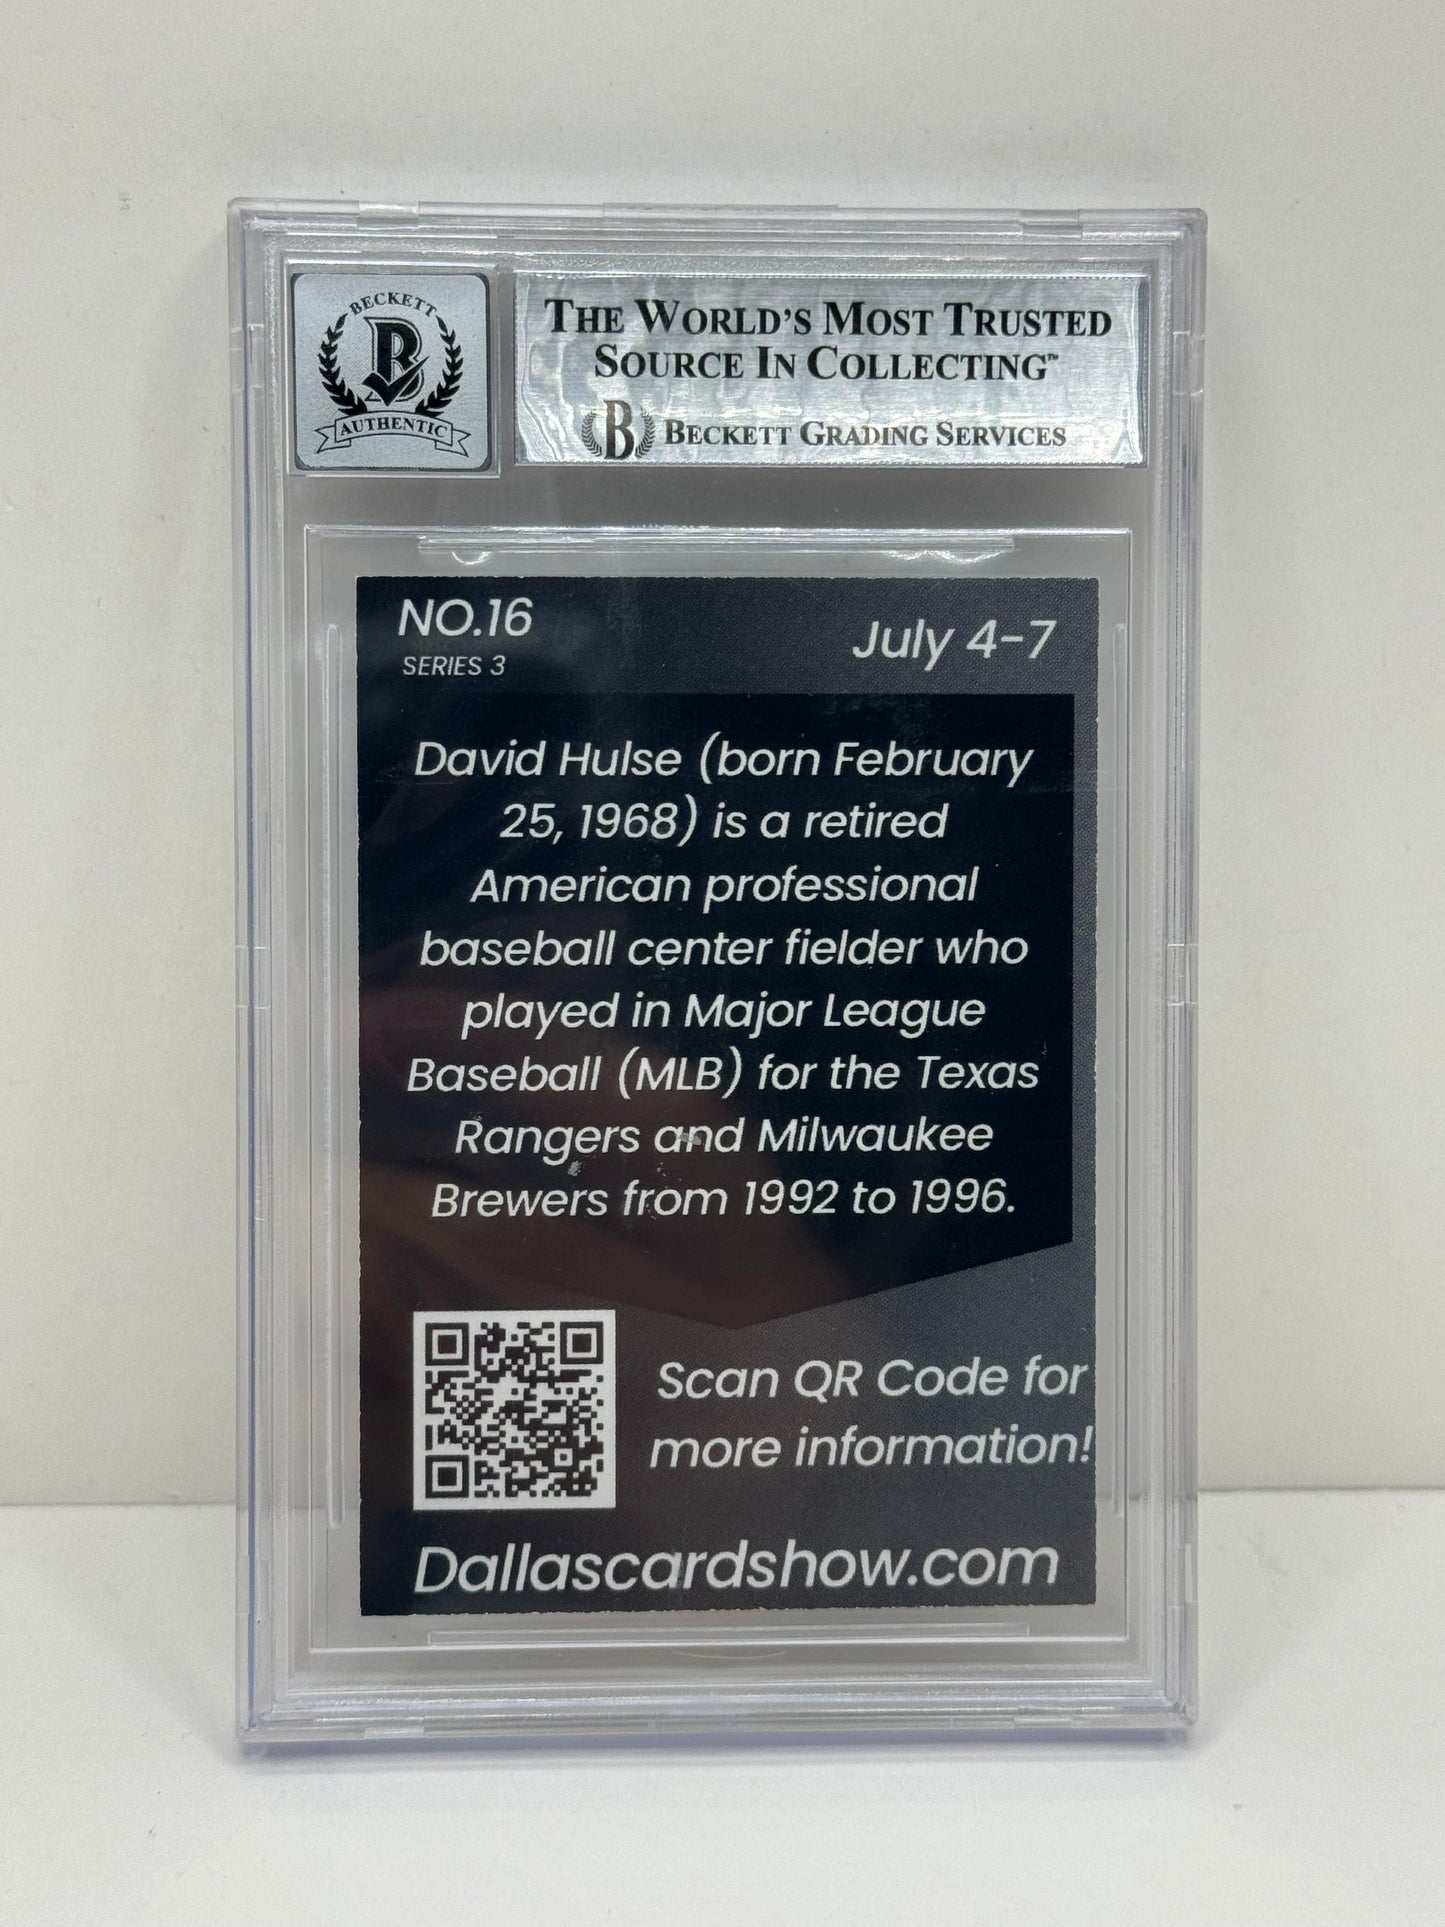 BECKETT
B
AUTHENTIC
THE WORLD'S MOST TRUSTED
SOURCE IN COLLECTING™
B BECKETT GRADING SERVICES
NO.16
SERIES 3
July 4-7
David Hulse (born February
25, 1968) is a retired
American professional
baseball center fielder who
played in Major League
Baseball (MLB) for the Texas
Rangers and Milwaukee
Brewers from 1992 to 1996.
Scan QR Code for
more information!
Dallascardshow.com